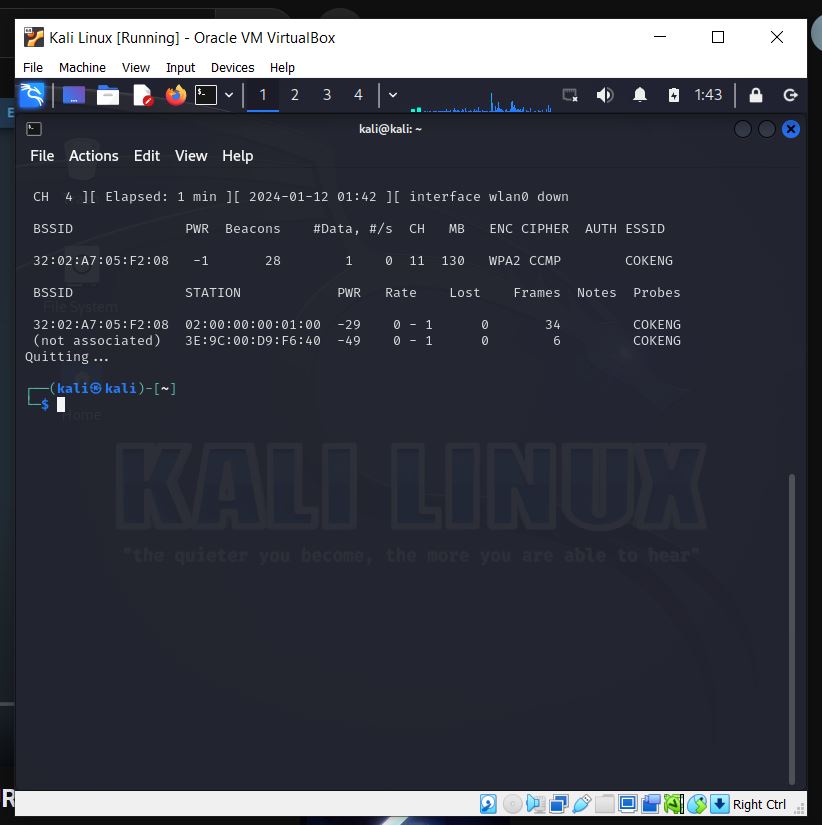 Kali Linux [Running] - Oracle VM VirtualBox
File Machine View Input Devices Help
1 2 3 4 1:43
kali@kali: ~
File Actions Edit View Help
CH 4 ][ Elapsed: 1 min ][ 2024-01-12 01:42 ][ interface wlan0 down
BSSID PWR Beacons #Data, #/s CH MB ENC CIPHER AUTH ESSID
32:02:A7:05:F2:08 -1 28 1 0 11 130 WPA2 CCMP COKENG
BSSID STATION PWR Rate Lost Frames Notes Probes
File System
32:02:A7:05:F2:08 02:00:00:00:01:00 -29 0 - 1 0 34 COKENG
(not associated) 3E:9C:00:D9:F6:40 -49 0 - 1 0 6 COKENG
Quitting...
┌──(kali㉿kali)-[~]
└─$
Home
KALI LINUX
"the quieter you become, the more you are able to hear"
Right Ctrl